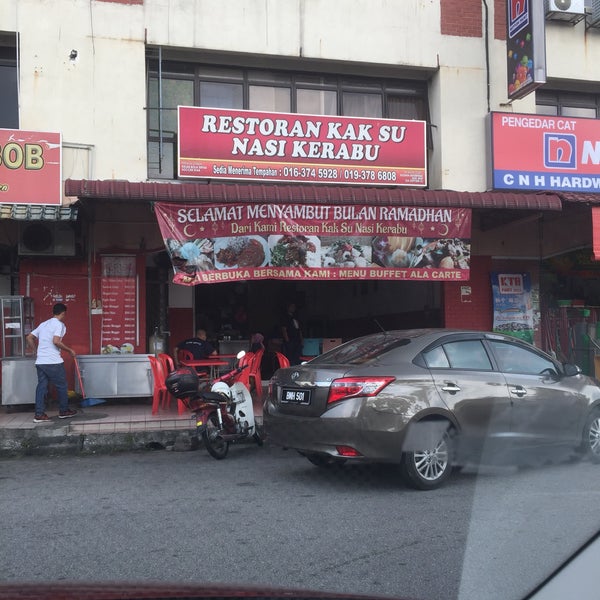 RESTORAN KAK SU
NASI KERABU
Sedia Menerima Tempahan : 016-374 5928 / 019-378 6808
OB
PENGEDAR CAT
n N
C N H HARDW
SELAMAT MENYAMBUT BULAN RAMADHAN
Dari Kami Restoran Kak Su Nasi Kerabu
BERBUKA BERSAMA KAMI : MENU BUFFET ALA CARTE
KTH
BMH 501